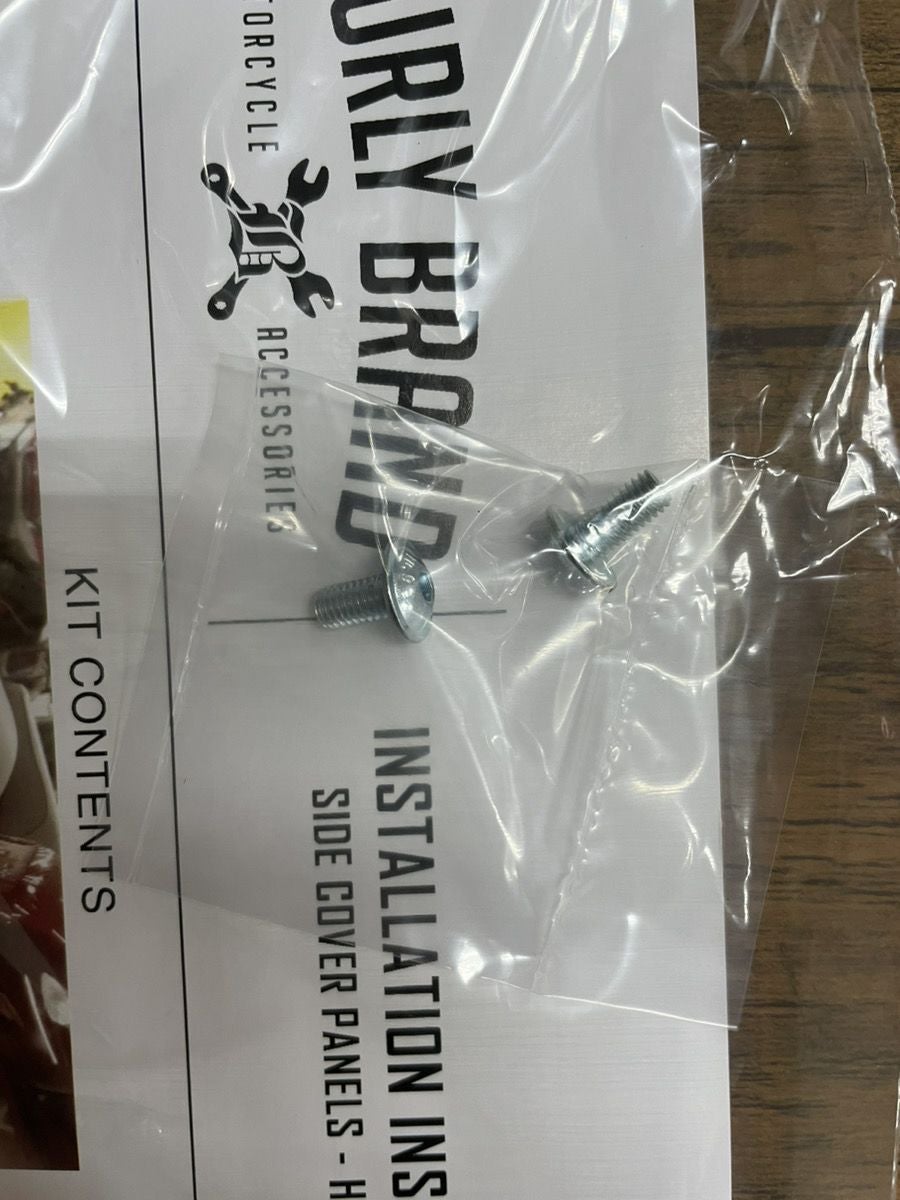 URLY BRAND
TORCYCLE
ACCESSORIES
INSTALLATION INS
SIDE COVER PANELS - H
KIT CONTENTS